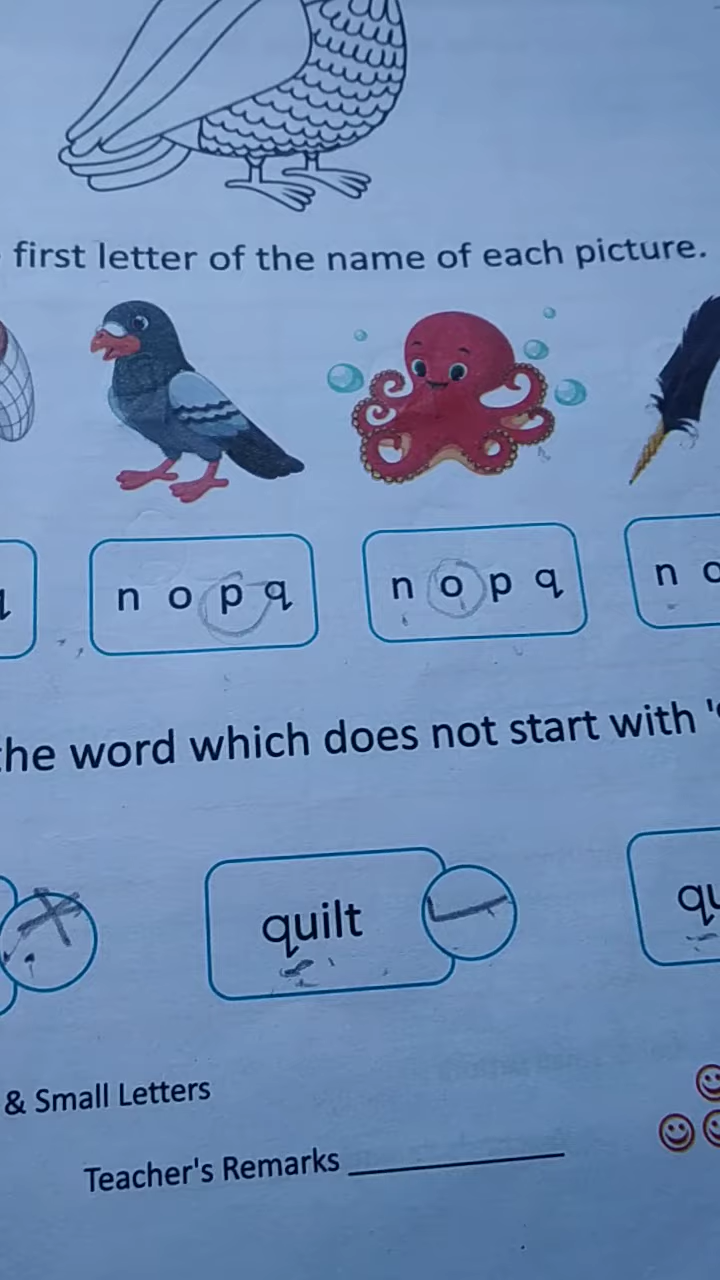 first letter of the name of each picture.
n o p q
n o p q
n
the word which does not start with '
quilt
qu
& Small Letters
Teacher's Remarks